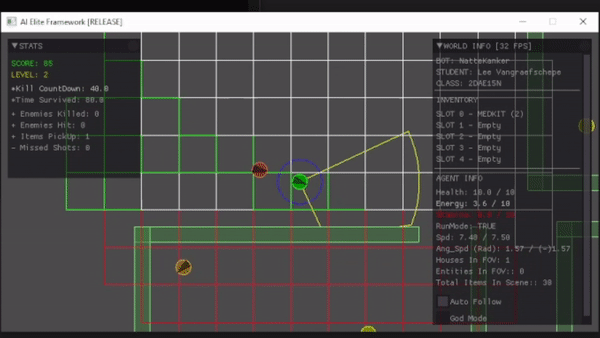 AI Elite Framework [RELEASE]
▼STATS
SCORE: 85
LEVEL: 2
*Kill CountDown: 40.0
*Time Survived: 80.0
+ Enemies Killed: 0
+ Enemies Hit: 0
+ Items PickUp: 1
- Missed Shots: 0
▼WORLD INFO [32 FPS]
BOT: NatteKanker
STUDENT: Lee Vangraefschepe
CLASS: 2DAE15N
INVENTORY
SLOT 0 - MEDKIT (2)
SLOT 1 - Empty
SLOT 2 - Empty
SLOT 3 - Empty
SLOT 4 - Empty
AGENT INFO
Health: 10.0 / 10
Energy: 3.6 / 10
0.0 / 10
RunMode: TRUE
Spd: 7.40 / 7.50
Ang_Spd (Rad): 1.57 / (-)1.57
Houses In FOV: 1
Entities In FOV:: 0
Total Items In Scene:: 38
Auto Follow
God Mode